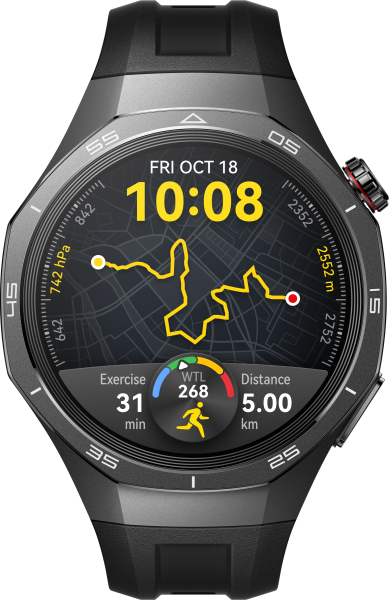 55
05
FRI OCT 18
10:08
842
742 hPa
642
2352
2552 m
2752
45
15
Exercise
31
min
WTL
268
Distance
5.00
km
35
25